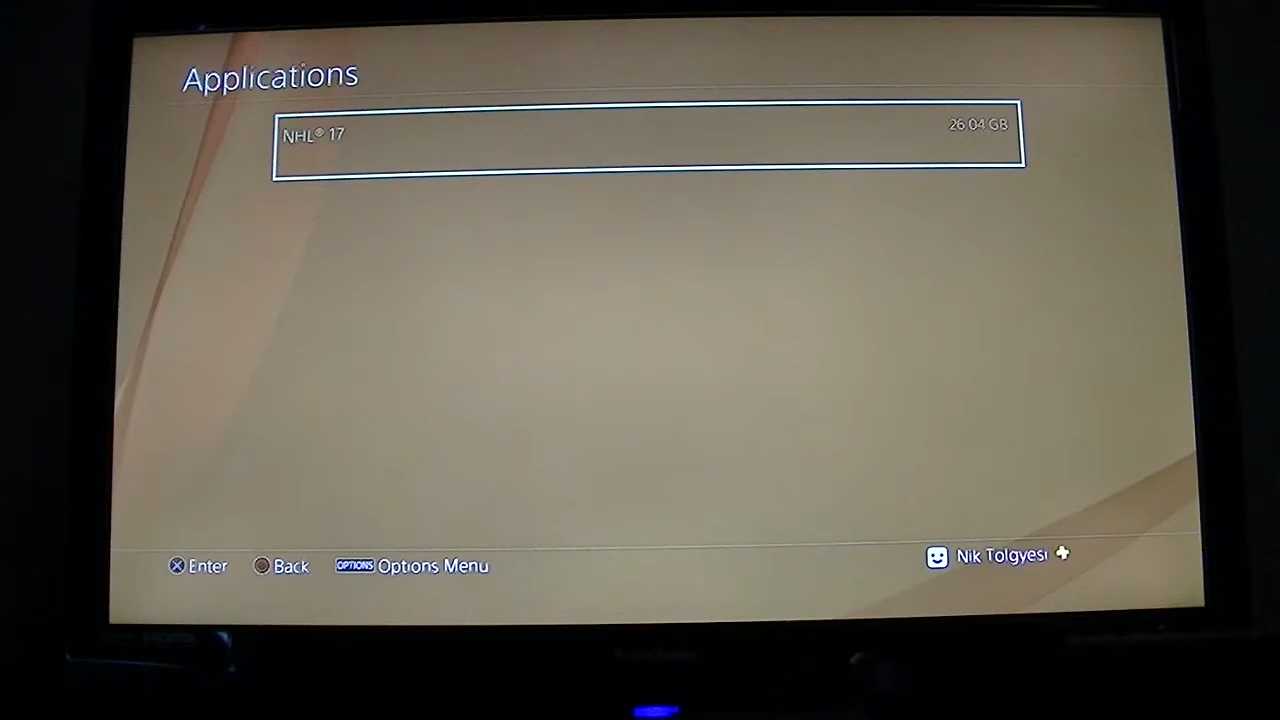 Applications
NHL® 17 26.04 GB
Enter Back OPTIONS Options Menu Nik Tolgyesi